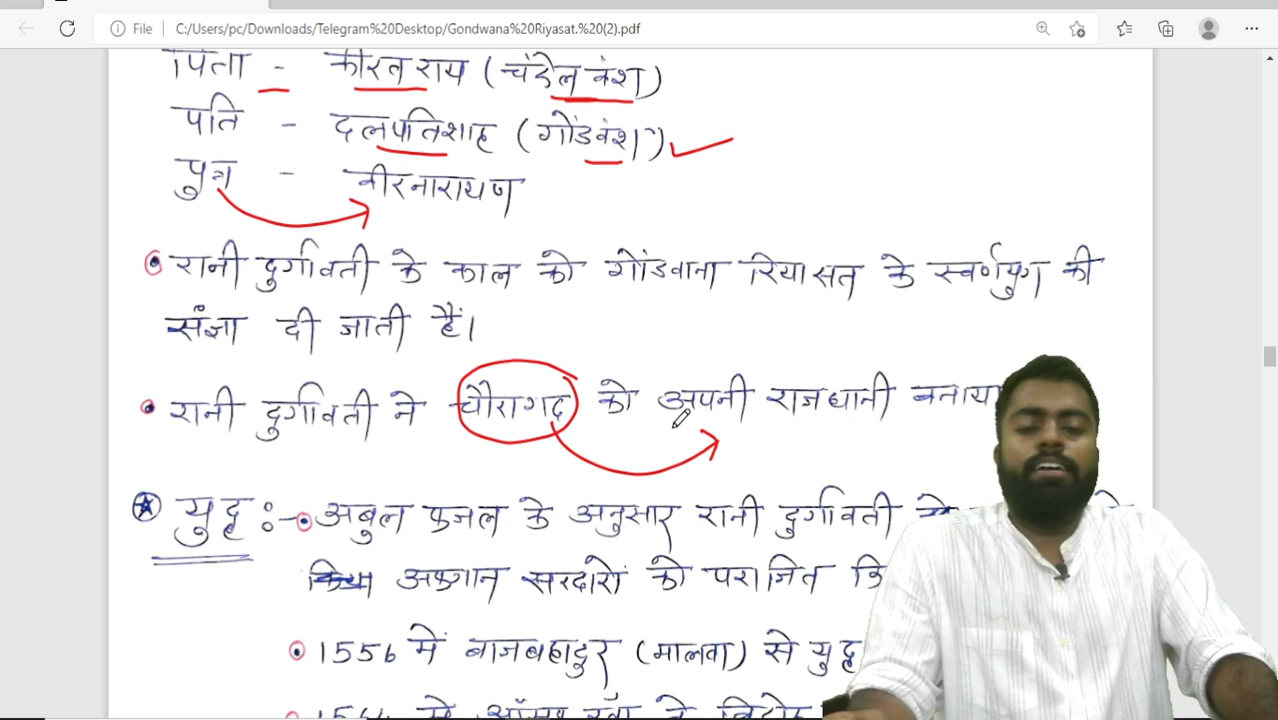 File C:/Users/pc/Downloads/Telegram%20Desktop/Gondwana%20Riyasat.%20(2).pdf
पिता - कीरत राय (चंदेल वंश)
पति - दलपतिशाह (गोंडवंश)
पुत्र - वीरनारायण
रानी दुर्गावती के काल को गोंडवाना रियासत के स्वर्णयुग की
संज्ञा दी जाती हैं।
रानी दुर्गावती ने चौरागढ को अपनी राजधानी बनाया
युद्ध :- अबुल फजल के अनुसार रानी दुर्गावती ने
अफगान सरदारों को पराजित कि
1556 में बाजबहादुर (मालवा) से युद्ध